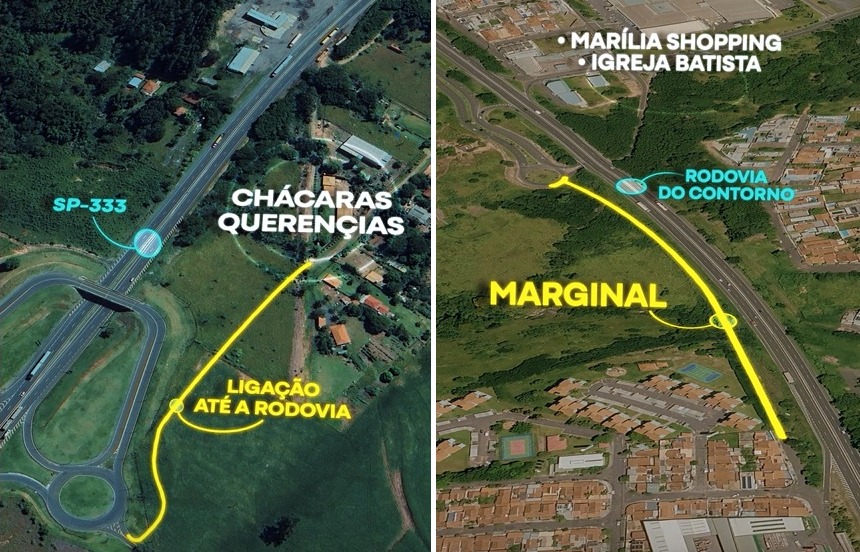 SP-333
CHÁCARAS
QUERENÇIAS
LIGAÇÃO
ATÉ A RODOVIA
• MARÍLIA SHOPPING
• IGREJA BATISTA
RODOVIA
DO CONTORNO
MARGINAL